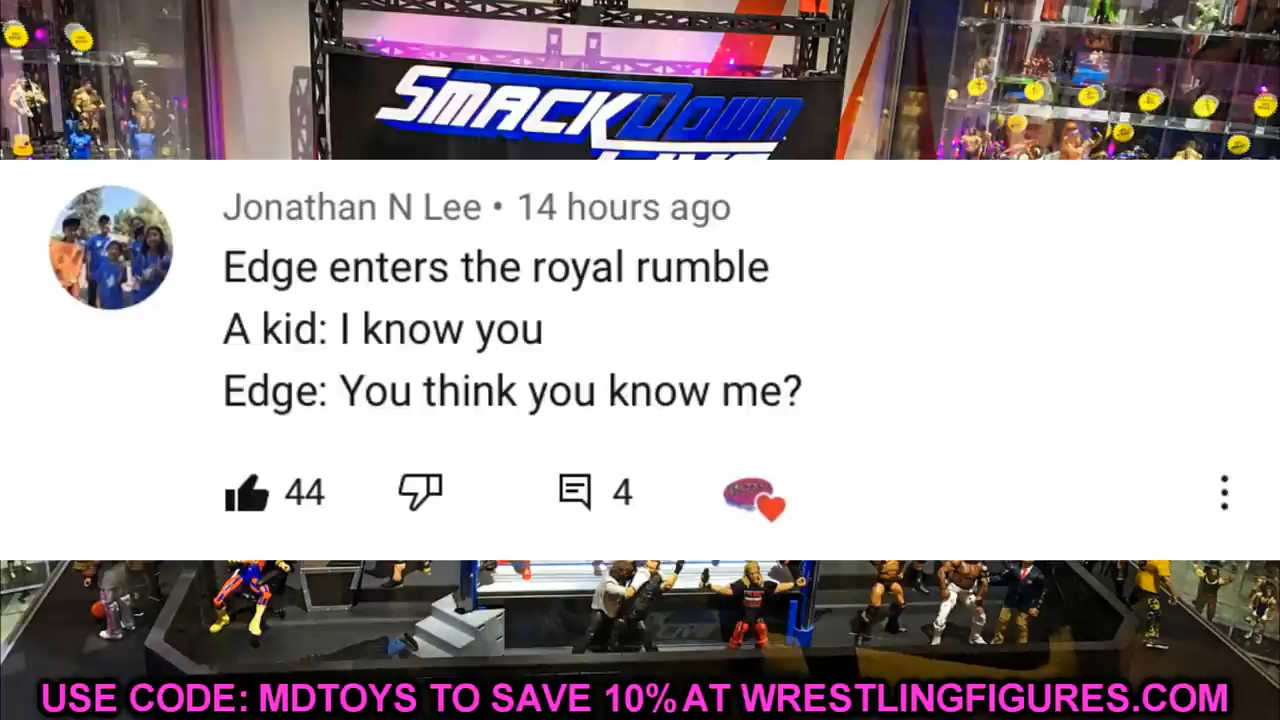 SMACKDOWN
LIVE
Jonathan N Lee • 14 hours ago
Edge enters the royal rumble
A kid: I know you
Edge: You think you know me?
44
4
USE CODE: MDTOYS TO SAVE 10% AT WRESTLINGFIGURES.COM